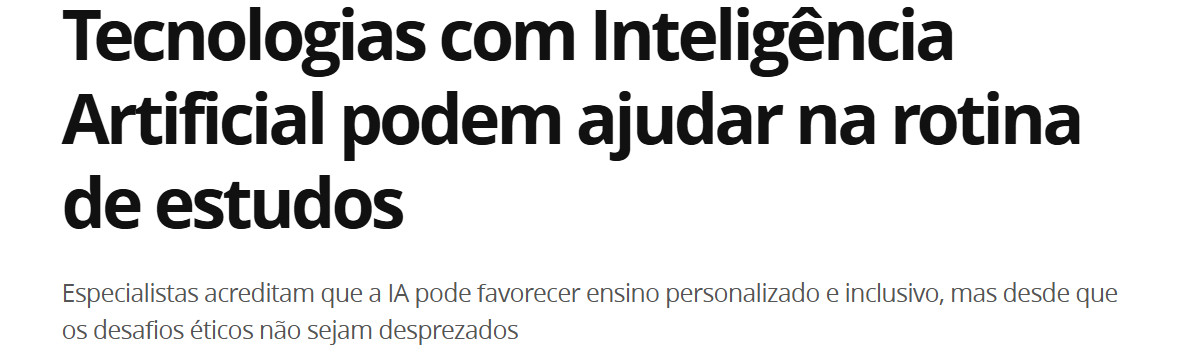 Tecnologias com Inteligência
Artificial podem ajudar na rotina
de estudos
Especialistas acreditam que a IA pode favorecer ensino personalizado e inclusivo, mas desde que
os desafios éticos não sejam desprezados